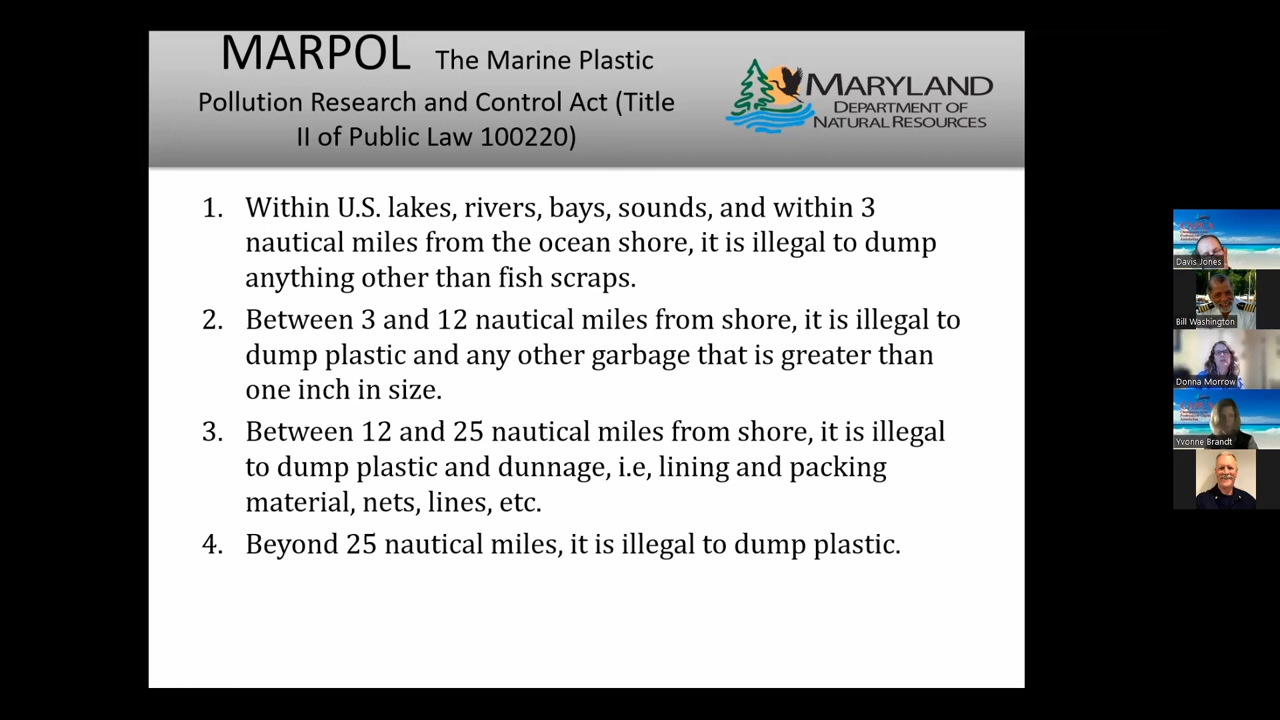 MARPOL The Marine Plastic
Pollution Research and Control Act (Title
II of Public Law 100220)
MARYLAND
DEPARTMENT OF
NATURAL RESOURCES
1. Within U.S. lakes, rivers, bays, sounds, and within 3
nautical miles from the ocean shore, it is illegal to dump
anything other than fish scraps.
2. Between 3 and 12 nautical miles from shore, it is illegal to
dump plastic and any other garbage that is greater than
one inch in size.
3. Between 12 and 25 nautical miles from shore, it is illegal
to dump plastic and dunnage, i.e, lining and packing
material, nets, lines, etc.
4. Beyond 25 nautical miles, it is illegal to dump plastic.
Davis Jones
Bill Washington
Donna Morrow
Yvonne Brandt